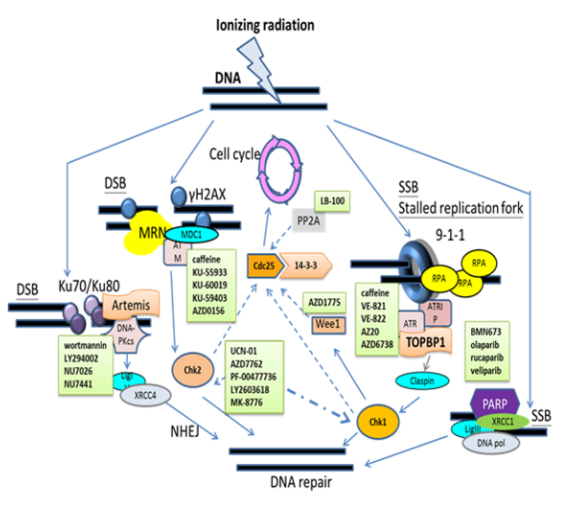 Ionizing radiation
DNA
Cell cycle
DSB
γH2AX
MRN
MDC1
AT
M
caffeine
KU-55933
KU-60019
KU-59403
AZD0156
LB-100
PP2A
Cdc25
14-3-3
AZD1775
Wee1
SSB
Stalled replication fork
9-1-1
RPA
RPA
RPA
ATRI
P
ATR
TOPBP1
caffeine
VE-821
VE-822
AZ20
AZD6738
Claspin
DSB
Ku70/Ku80
Artemis
DNA-
PKcs
wortmannin
LY294002
NU7026
NU7441
LigI
XRCC4
NHEJ
Chk2
UCN-01
AZD7762
PF-00477736
LY2603618
MK-8776
Chk1
BMN673
olaparib
rucaparib
veliparib
PARP
XRCC1
SSB
LigIII
DNA pol
DNA repair